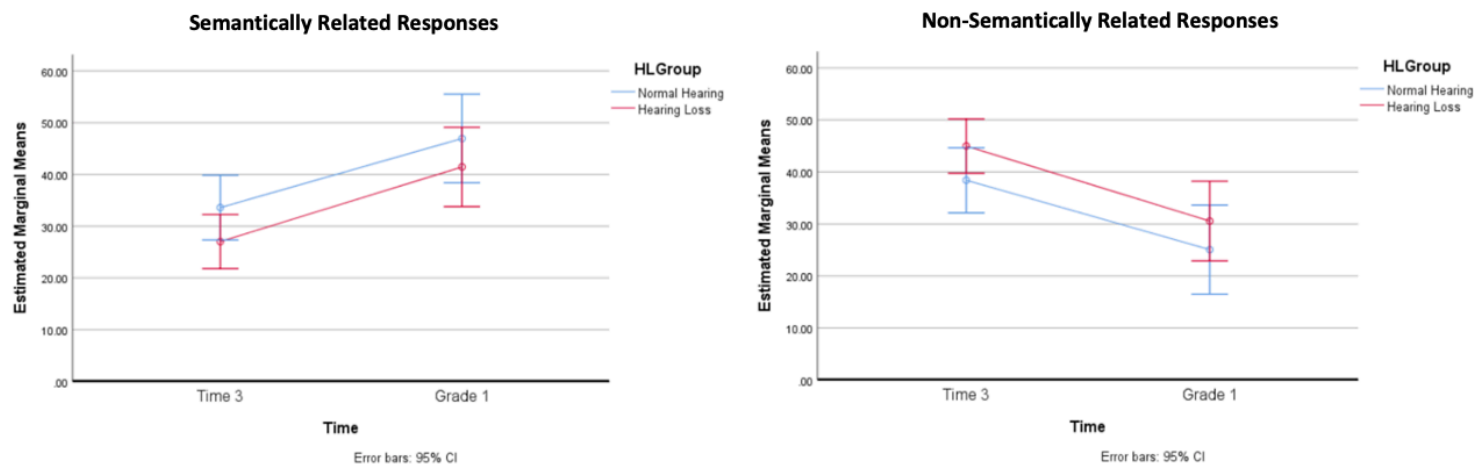 Semantically Related Responses
60.00
50.00
40.00
30.00
20.00
10.00
.00
Estimated Marginal Means
Time 3
Grade 1
Time
Error bars: 95% CI
HLGroup
Normal Hearing
Hearing Loss
Non-Semantically Related Responses
60.00
50.00
40.00
30.00
20.00
10.00
.00
Estimated Marginal Means
Time 3
Grade 1
Time
Error bars: 95% CI
HLGroup
Normal Hearing
Hearing Loss